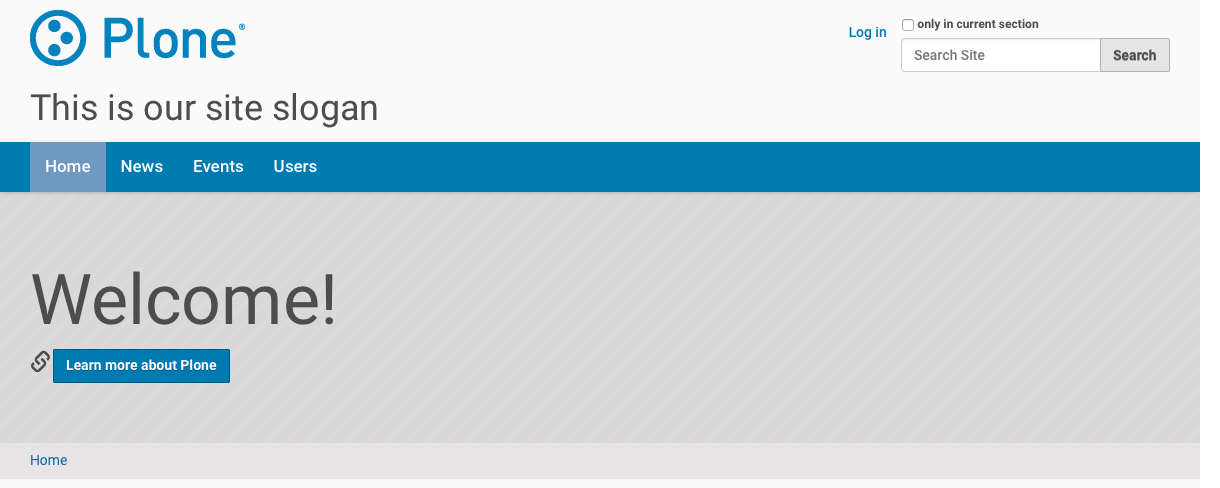 Plone®
Log in
only in current section
Search Site
Search
This is our site slogan
Home
News
Events
Users
Welcome!
Learn more about Plone
Home